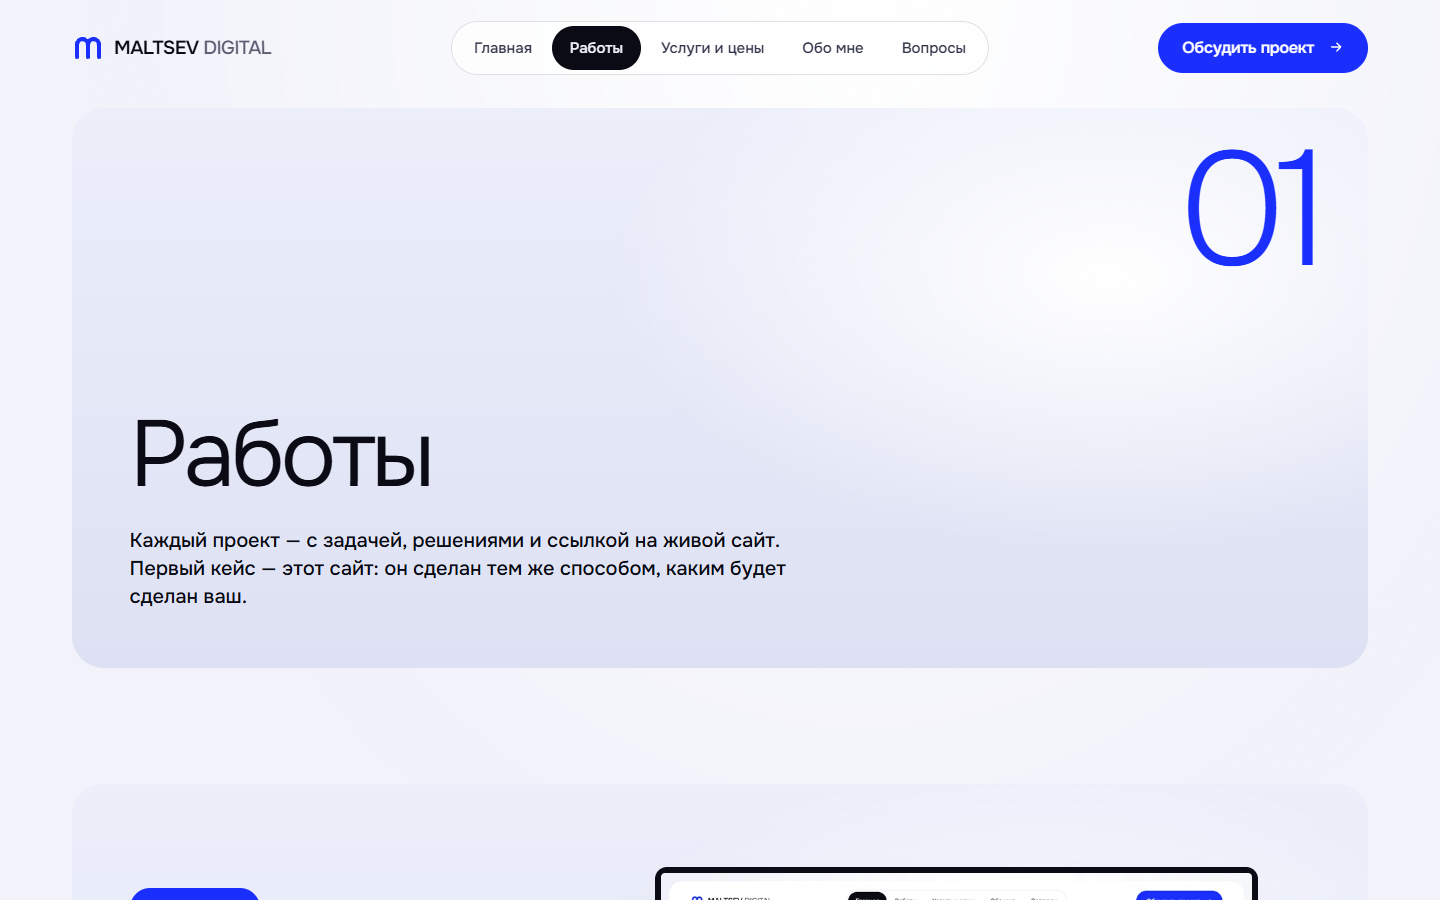 MALTSEV DIGITAL
Главная
Работы
Услуги и цены
Обо мне
Вопросы
Обсудить проект →
01
Работы
Каждый проект — с задачей, решениями и ссылкой на живой сайт.
Первый кейс — этот сайт: он сделан тем же способом, каким будет
сделан ваш.